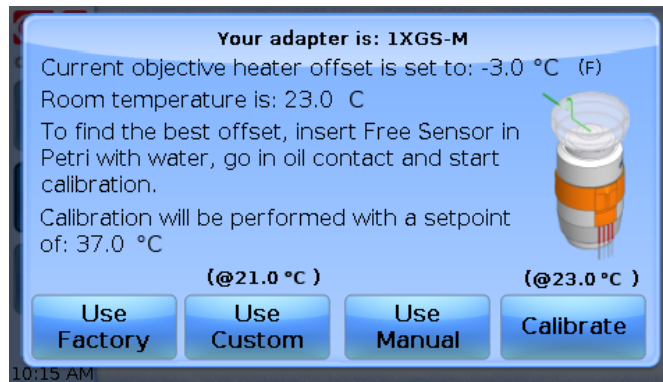 Your adapter is: 1XGS-M
Current objective heater offset is set to: -3.0 °C (F)
Room temperature is: 23.0 C
To find the best offset, insert Free Sensor in
Petri with water, go in oil contact and start
calibration.
Calibration will be performed with a setpoint
of: 37.0 °C
(@21.0 °C )
(@23.0 °C )
Use
Factory
Use
Custom
Use
Manual
Calibrate
10:15 AM